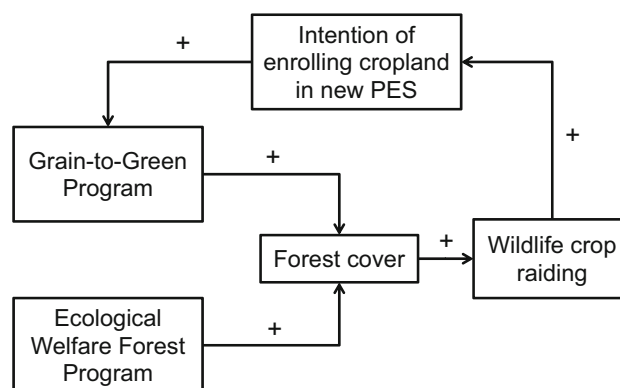 Intention of
enrolling cropland
in new PES
+
+
Grain-to-Green
Program
+
Forest cover
+
Wildlife crop
raiding
Ecological
Welfare Forest
Program
+